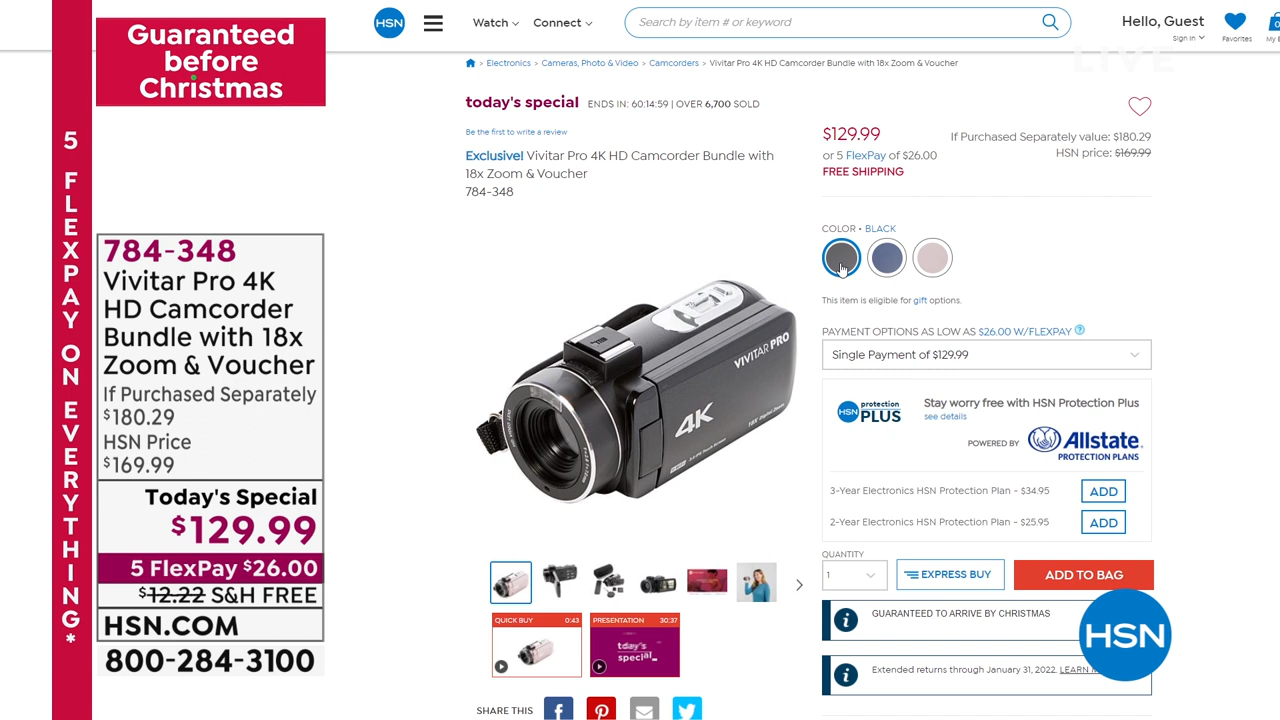 Guaranteed
before
Christmas
5 FLEXPAY ON EVERYTHING*
784-348
Vivitar Pro 4K
HD Camcorder
Bundle with 18x
Zoom & Voucher
If Purchased Separately
$180.29
HSN Price
$169.99
Today's Special
$129.99
5 FlexPay $26.00
$12.22 S&H FREE
HSN.COM
800-284-3100
HSN
Watch
Connect
Search by item # or keyword
Hello, Guest
Sign In
Favorites
My
LIVE
> Electronics > Cameras, Photo & Video > Camcorders > Vivitar Pro 4K HD Camcorder Bundle with 18x Zoom & Voucher
today's special ENDS IN: 60:14:59 | OVER 6,700 SOLD
Be the first to write a review
Exclusive! Vivitar Pro 4K HD Camcorder Bundle with
18x Zoom & Voucher
784-348
VIVITAR PRO
4K
$129.99
or 5 FlexPay of $26.00
FREE SHIPPING
If Purchased Separately value: $180.29
HSN price: $169.99
COLOR • BLACK
This item is eligible for gift options.
PAYMENT OPTIONS AS LOW AS $26.00 W/FLEXPAY ?
Single Payment of $129.99
HSN protection PLUS
Stay worry free with HSN Protection Plus
see details
POWERED BY Allstate
PROTECTION PLANS
3-Year Electronics HSN Protection Plan - $34.95 ADD
2-Year Electronics HSN Protection Plan - $25.95 ADD
QUANTITY
1
EXPRESS BUY
ADD TO BAG
GUARANTEED TO ARRIVE BY CHRISTMAS
Extended returns through January 31, 2022. LEARN
HSN
QUICK BUY 0:43
PRESENTATION 30:37
tday's
special
SHARE THIS